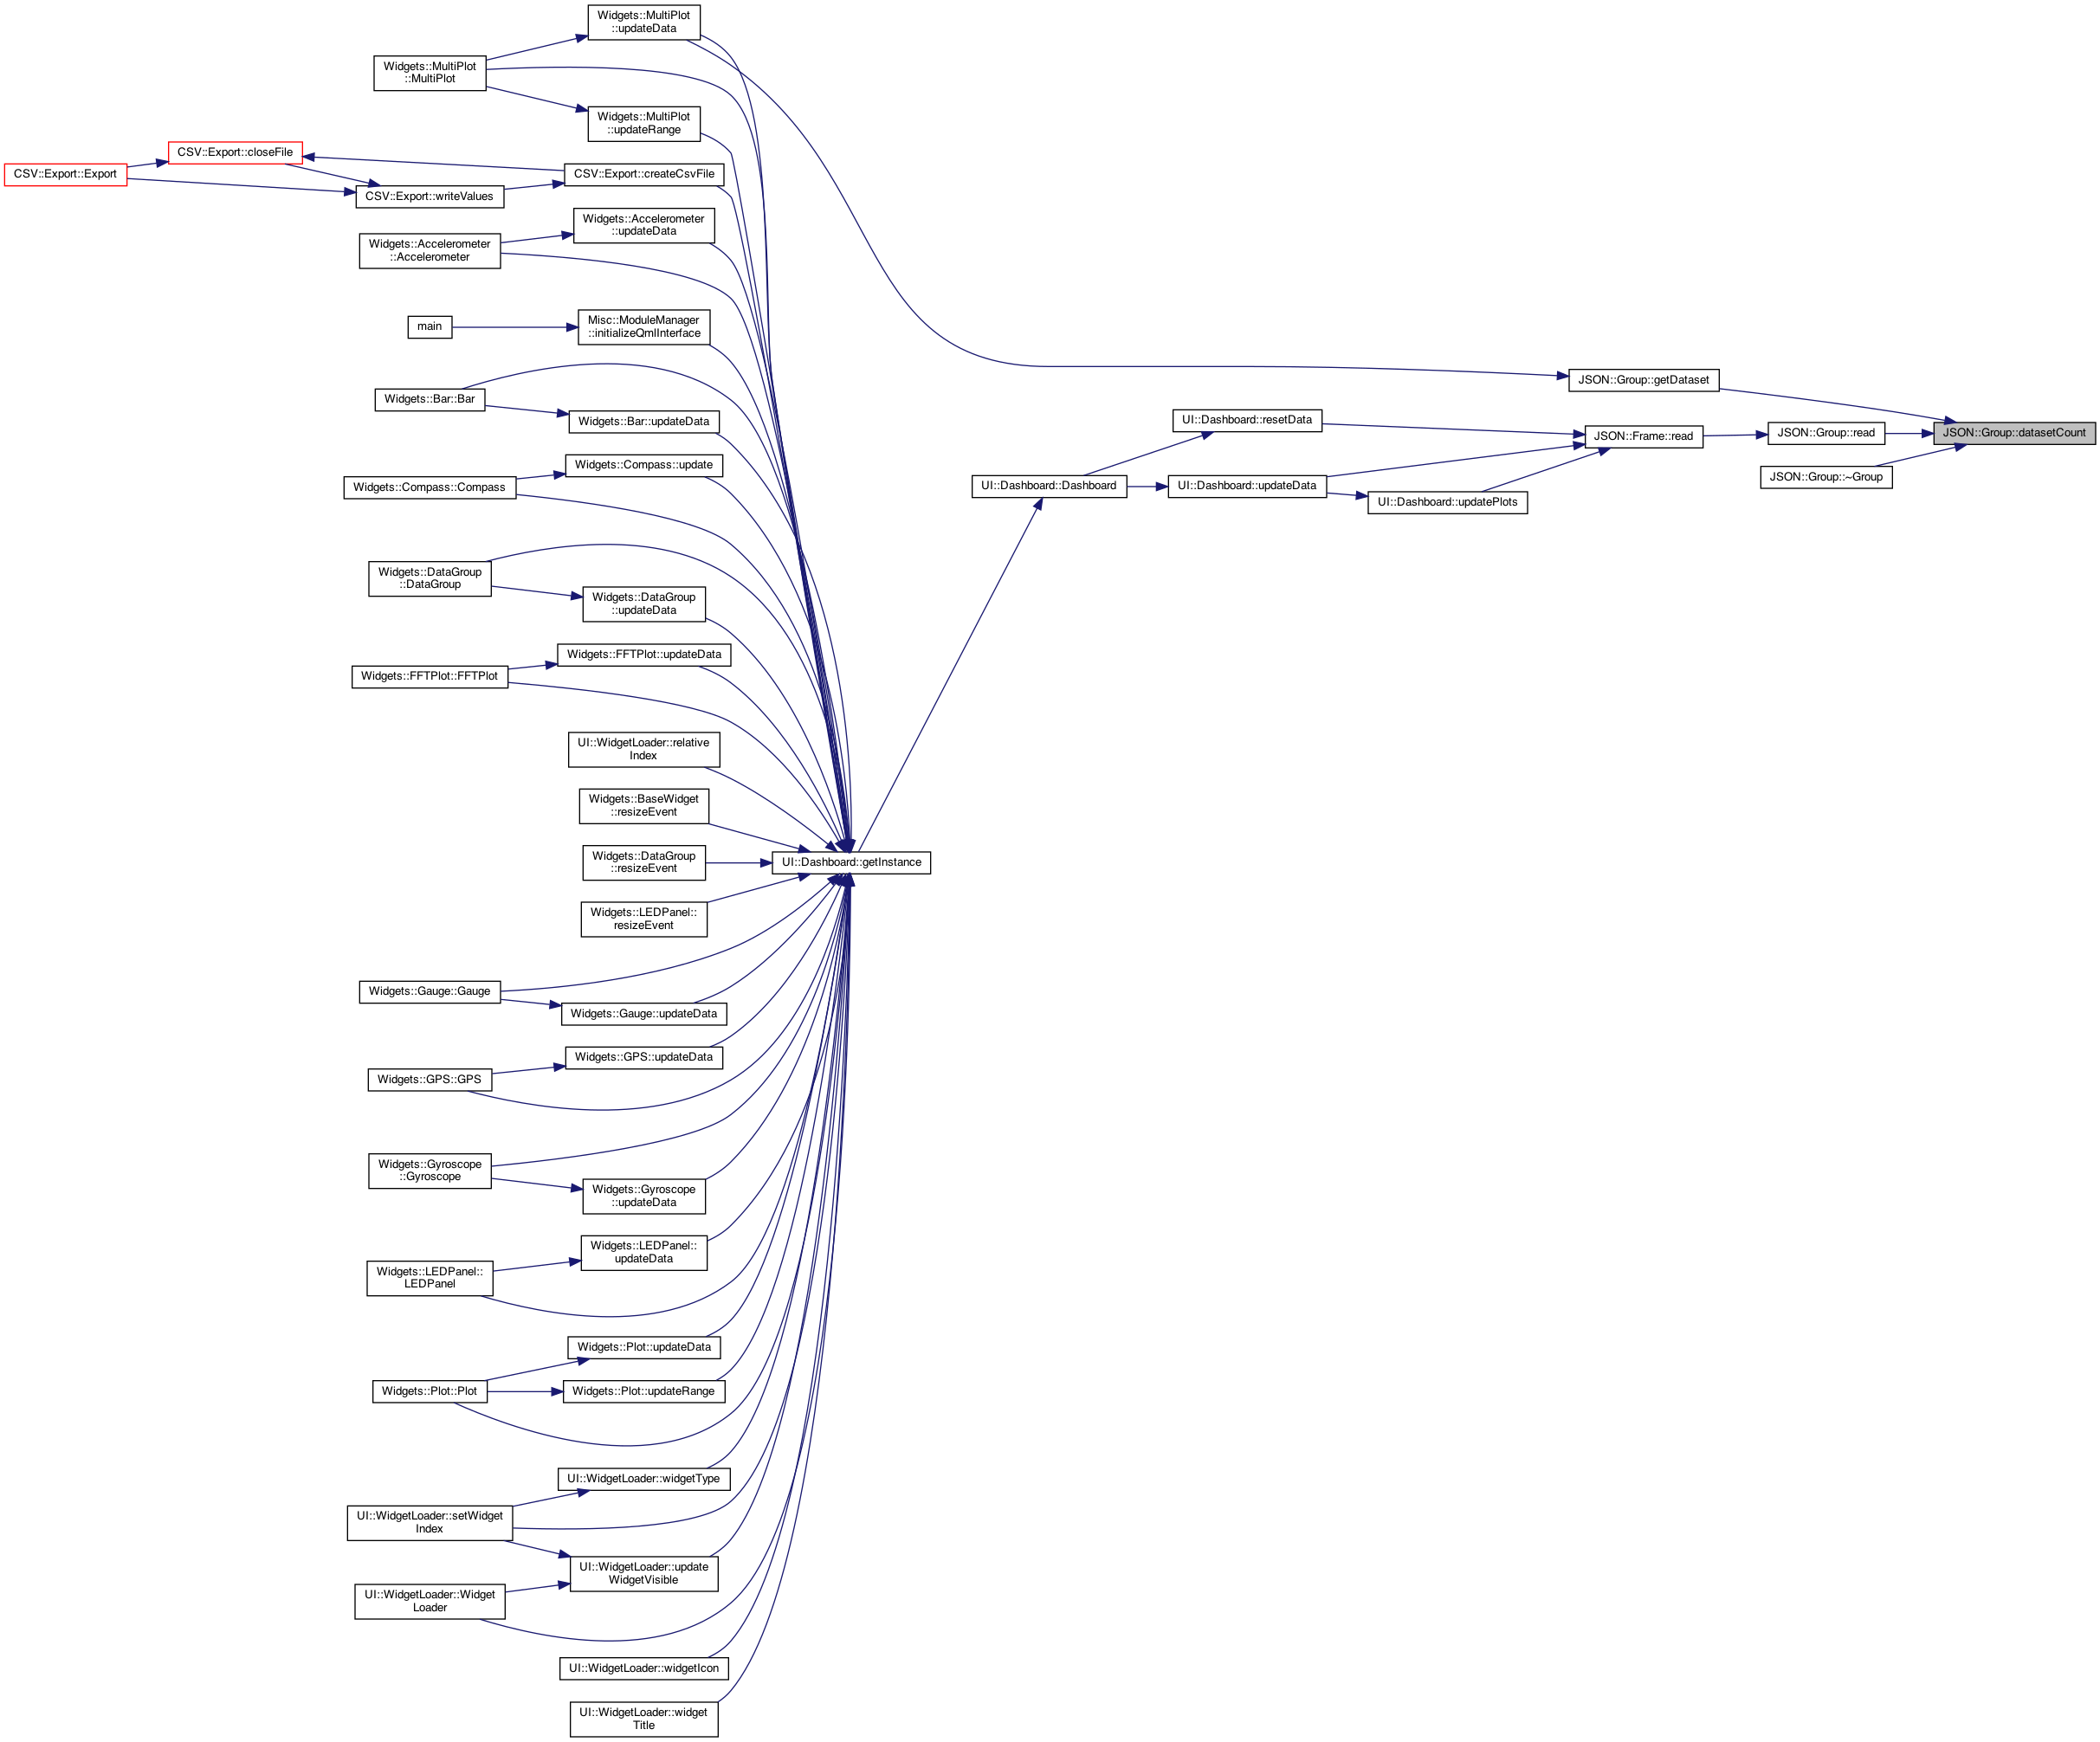 Widgets::MultiPlot
::updateData
Widgets::MultiPlot
::MultiPlot
Widgets::MultiPlot
::updateRange
CSV::Export::closeFile
CSV::Export::Export
CSV::Export::createCsvFile
CSV::Export::writeValues
Widgets::Accelerometer
::updateData
Widgets::Accelerometer
::Accelerometer
main
Misc::ModuleManager
::initializeQmlInterface
Widgets::Bar::Bar
Widgets::Bar::updateData
Widgets::Compass::update
Widgets::Compass::Compass
Widgets::DataGroup
::DataGroup
Widgets::DataGroup
::updateData
Widgets::FFTPlot::updateData
Widgets::FFTPlot::FFTPlot
UI::WidgetLoader::relative
Index
Widgets::BaseWidget
::resizeEvent
Widgets::DataGroup
::resizeEvent
Widgets::LEDPanel::
resizeEvent
Widgets::Gauge::Gauge
Widgets::Gauge::updateData
Widgets::GPS::updateData
Widgets::GPS::GPS
Widgets::Gyroscope
::Gyroscope
Widgets::Gyroscope
::updateData
Widgets::LEDPanel::
updateData
Widgets::LEDPanel::
LEDPanel
Widgets::Plot::updateData
Widgets::Plot::Plot
Widgets::Plot::updateRange
UI::WidgetLoader::widgetType
UI::WidgetLoader::setWidget
Index
UI::WidgetLoader::update
WidgetVisible
UI::WidgetLoader::Widget
Loader
UI::WidgetLoader::widgetIcon
UI::WidgetLoader::widget
Title
UI::Dashboard::getInstance
UI::Dashboard::Dashboard
UI::Dashboard::resetData
UI::Dashboard::updateData
UI::Dashboard::updatePlots
JSON::Frame::read
JSON::Group::getDataset
JSON::Group::read
JSON::Group::~Group
JSON::Group::datasetCount